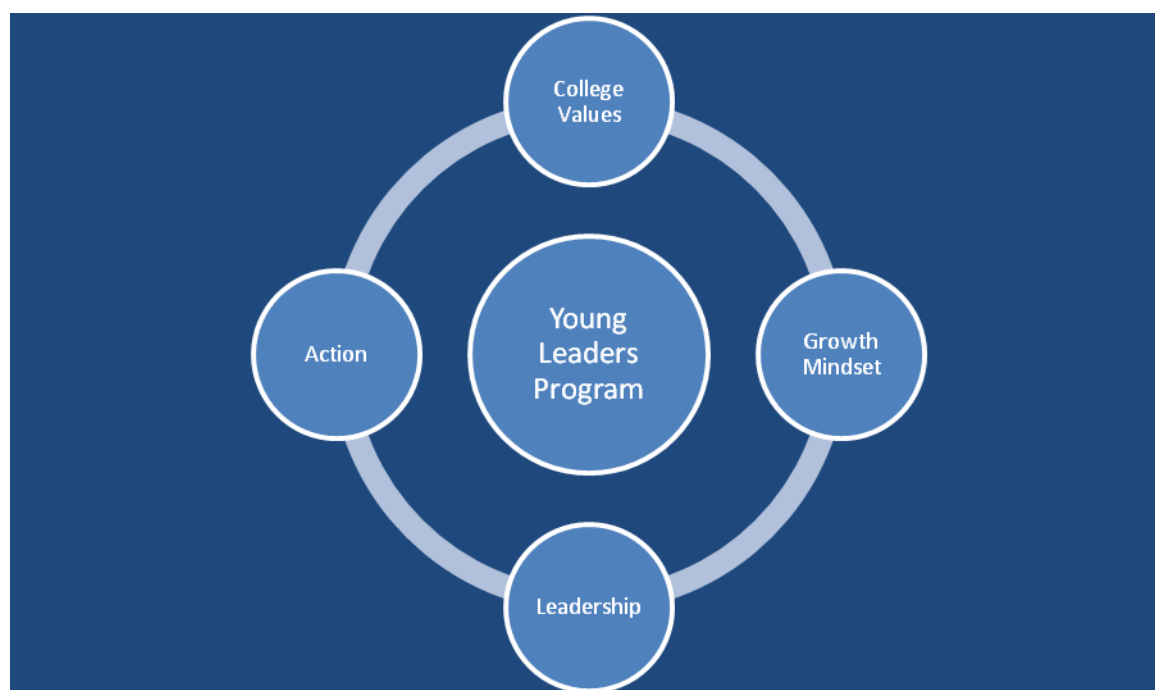 College
Values
Action
Young
Leaders
Program
Growth
Mindset
Leadership